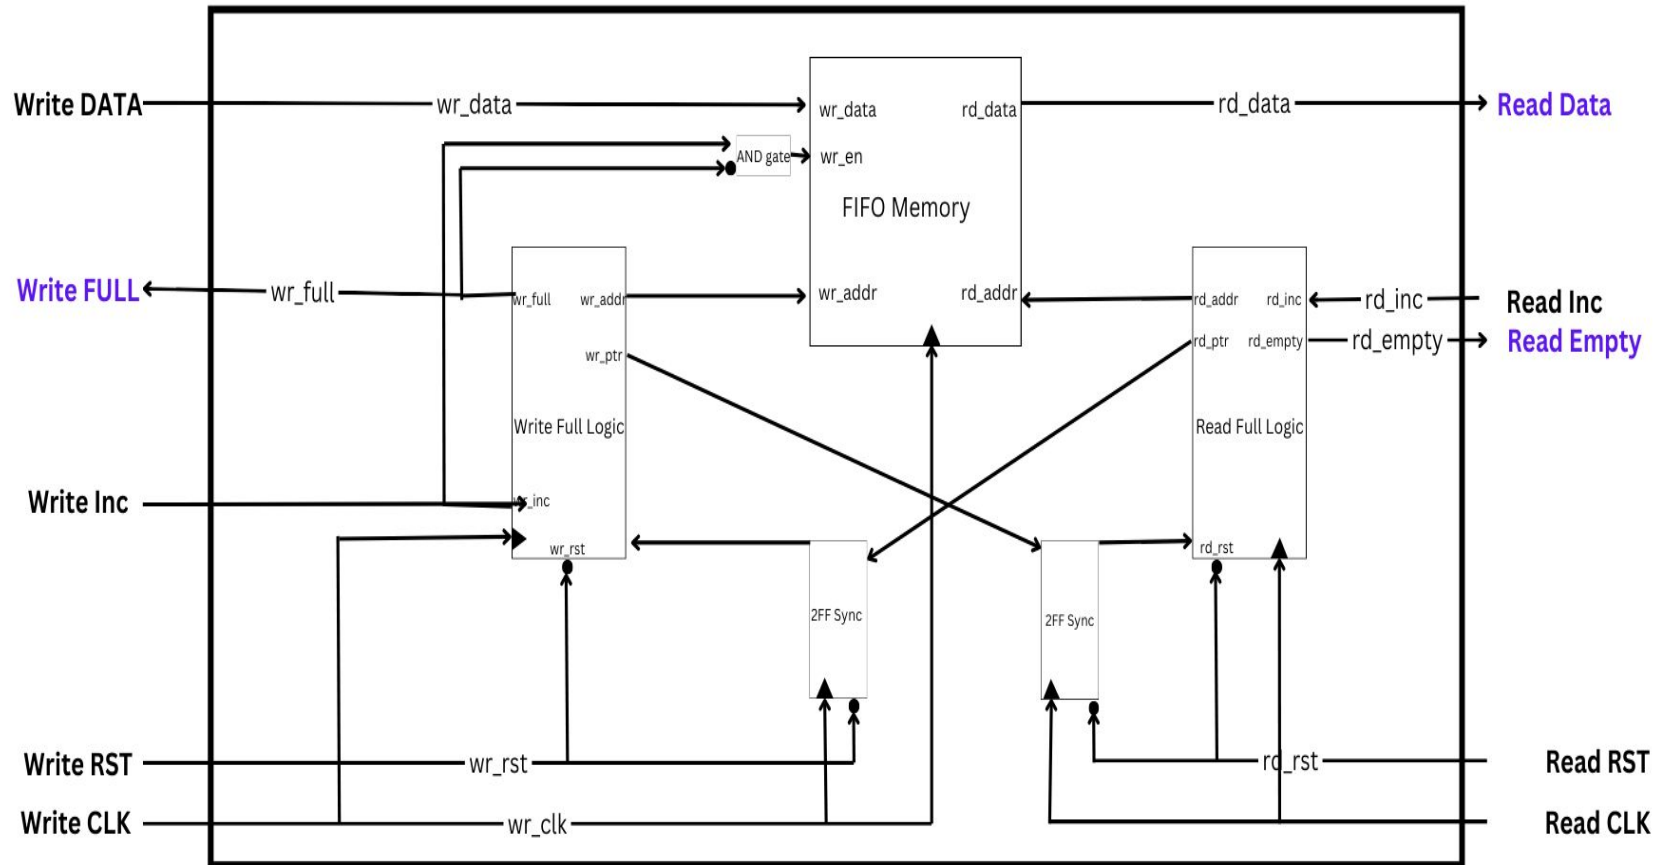 Write DATA
wr_data
wr_data
rd_data
rd_data
Read Data
AND gate
wr_en
FIFO Memory
Write FULL
wr_full
wr_full
wr_addr
wr_addr
rd_addr
rd_addr
rd_inc
rd_inc
Read Inc
wr_ptr
rd_ptr
rd_empty
rd_empty
Read Empty
Write Full Logic
Read Full Logic
Write Inc
wr_inc
wr_rst
rd_rst
2FF Sync
2FF Sync
Write RST
wr_rst
rd_rst
Read RST
Write CLK
wr_clk
Read CLK